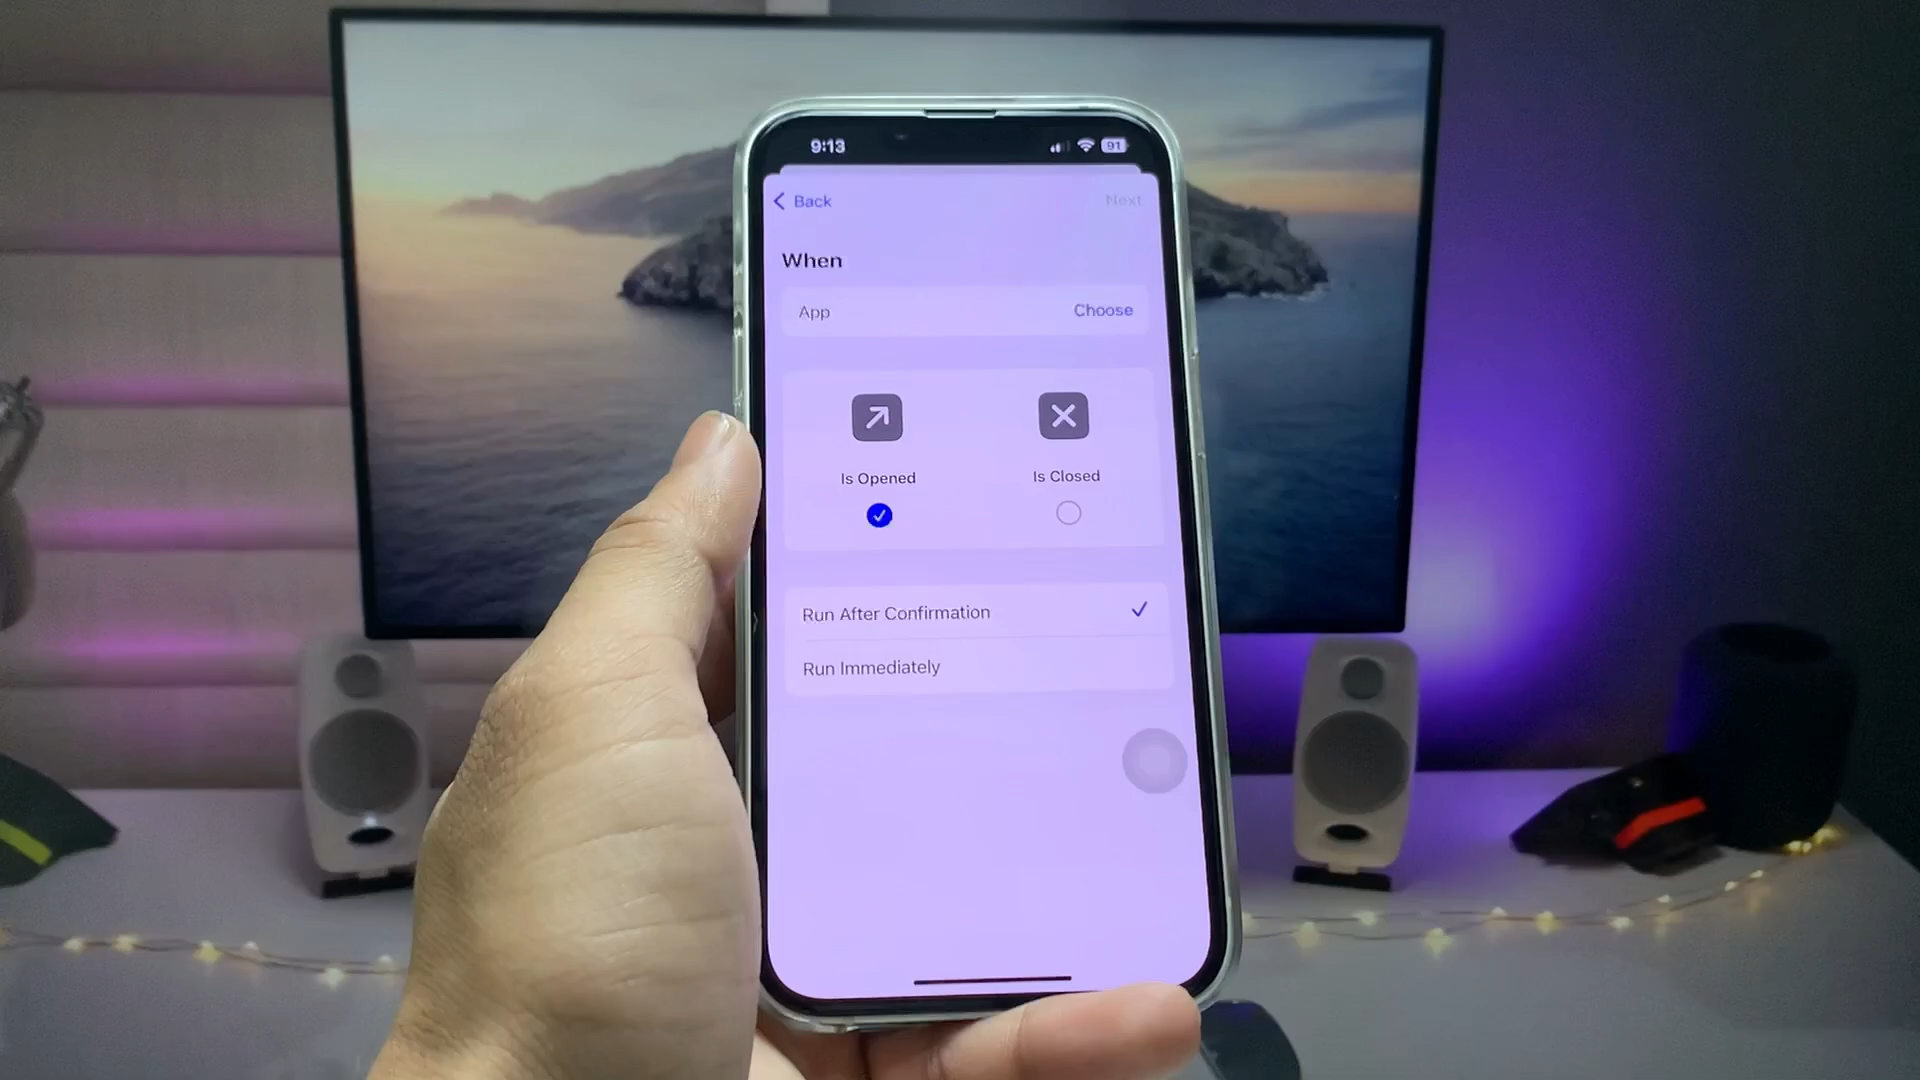 9:13
91
Back
Next
When
App
Choose
Is Opened
Is Closed
Run After Confirmation
Run Immediately